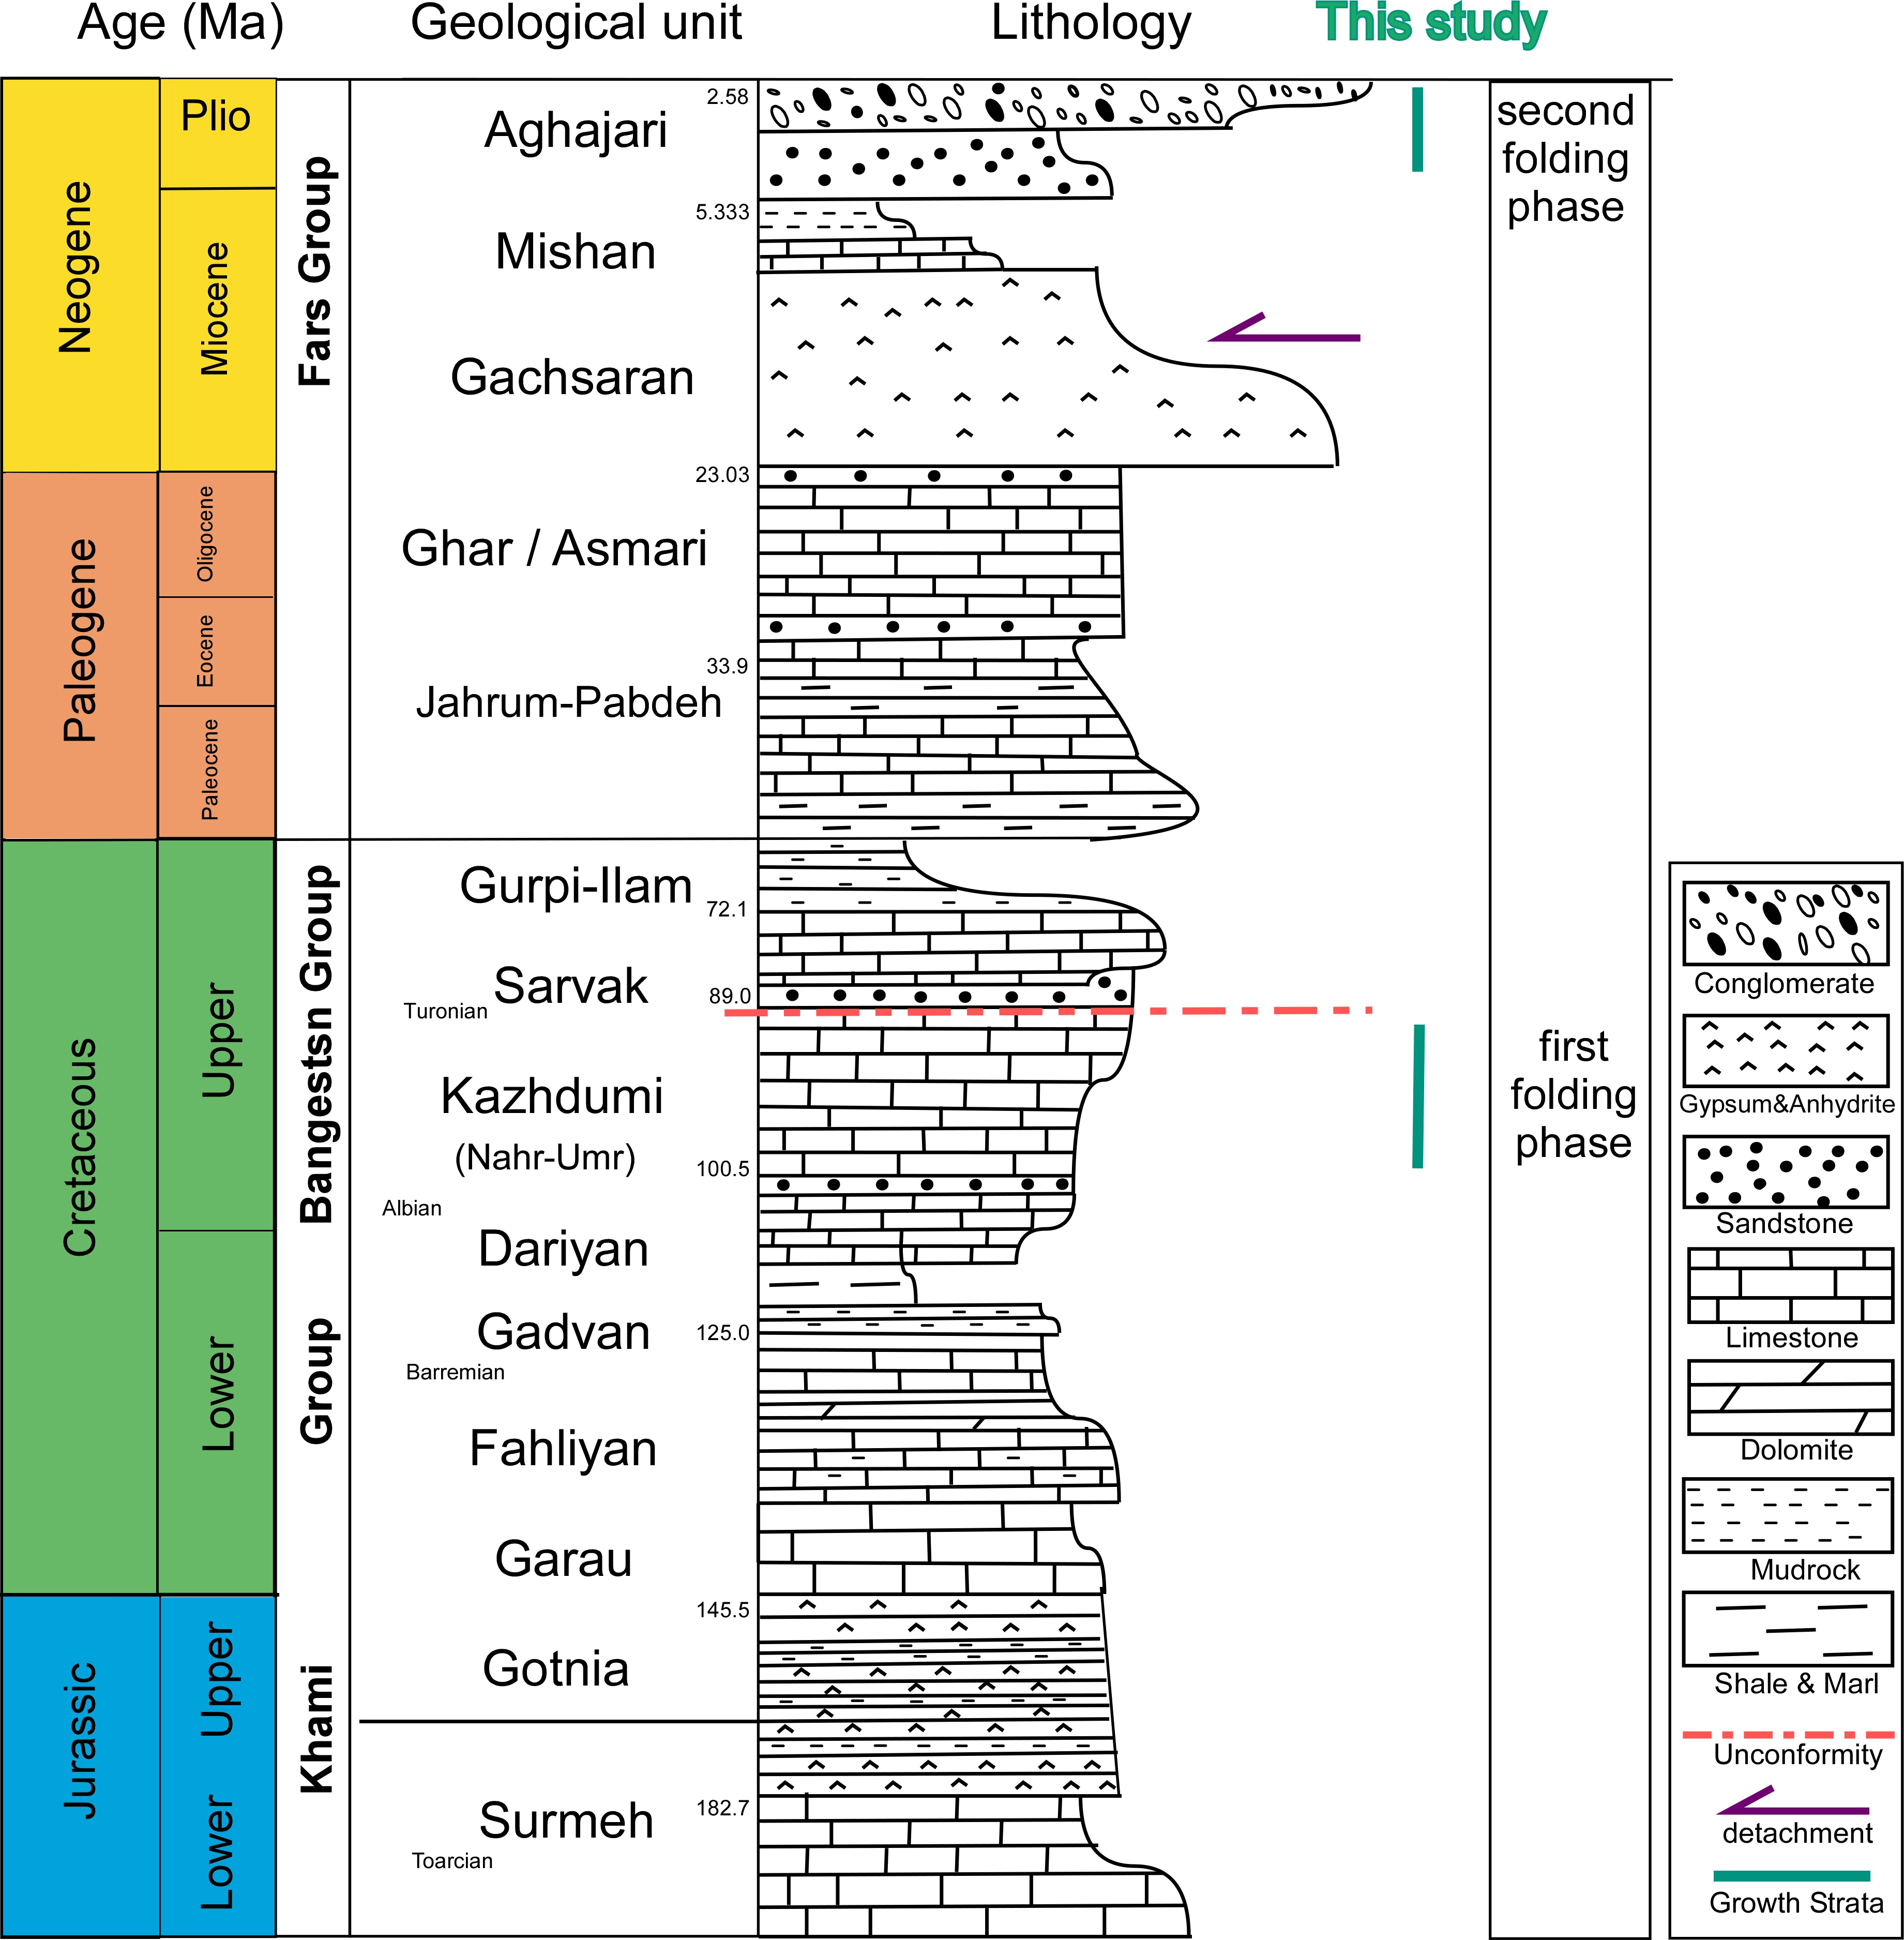 Age (Ma)
Geological unit
Lithology
This study
Neogene
Plio
Miocene
Paleogene
Oligocene
Eocene
Paleocene
Cretaceous
Upper
Lower
Jurassic
Upper
Lower
Fars Group
Bangestsn Group
Khami Group
Aghajari
Mishan
Gachsaran
Ghar / Asmari
Jahrum-Pabdeh
Gurpi-Ilam
Sarvak
Turonian
Kazhdumi
(Nahr-Umr)
Albian
Dariyan
Gadvan
Barremian
Fahliyan
Garau
Gotnia
Surmeh
Toarcian
2.58
5.333
23.03
33.9
72.1
89.0
100.5
125.0
145.5
182.7
second
folding
phase
first
folding
phase
Conglomerate
Gypsum&Anhydrite
Sandstone
Limestone
Dolomite
Mudrock
Shale & Marl
Unconformity
detachment
Growth Strata